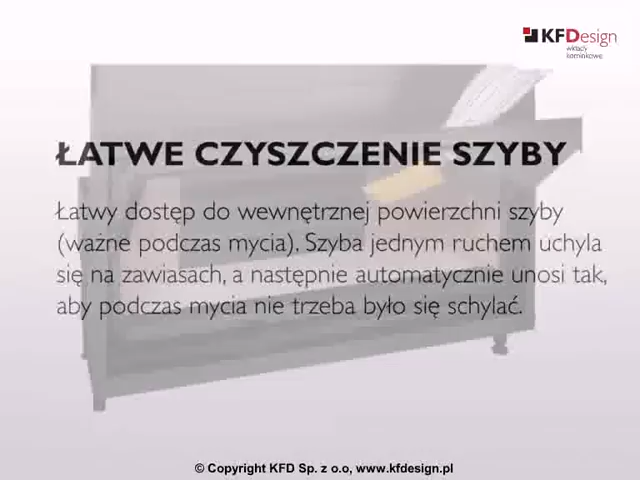 KFDesign
wkłady
kominkowe
ŁATWE CZYSZCZENIE SZYBY
Łatwy dostęp do wewnętrznej powierzchni szyby
(ważne podczas mycia). Szyba jednym ruchem uchyla
się na zawiasach, a następnie automatycznie unosi tak,
aby podczas mycia nie trzeba było się schylać.
© Copyright KFD Sp. z o.o, www.kfdesign.pl